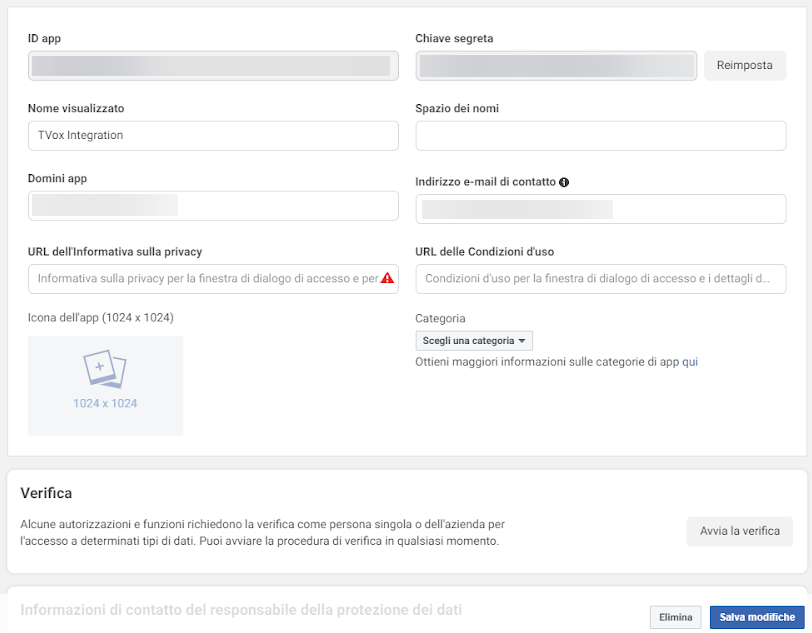 ID app
Chiave segreta
Reimposta
Nome visualizzato
Spazio dei nomi
TVox Integration
Domini app
Indirizzo e-mail di contatto
URL dell'Informativa sulla privacy
URL delle Condizioni d'uso
Informativa sulla privacy per la finestra di dialogo di accesso e per
Condizioni d'uso per la finestra di dialogo di accesso e i dettagli d...
Icona dell'app (1024 x 1024)
Categoria
Scegli una categoria
Ottieni maggiori informazioni sulle categorie di app qui
1024 x 1024
Verifica
Alcune autorizzazioni e funzioni richiedono la verifica come persona singola o dell'azienda per
l'accesso a determinati tipi di dati. Puoi avviare la procedura di verifica in qualsiasi momento.
Avvia la verifica
Informazioni di contatto del responsabile della protezione dei dati
Elimina
Salva modifiche